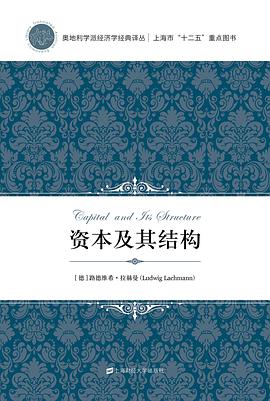 奥地利学派经济学经典译丛 | 上海市“十二五”重点图书
Capital and Its Structure
资本及其结构
[德]路德维希·拉赫曼(Ludwig Lachmann)
上海财经大学出版社